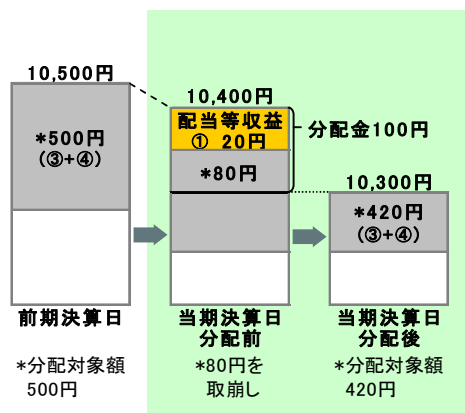 10,500円
*500円
(③+④)
前期決算日
*分配対象額
500円
10,400円
配当等収益
① 20円
*80円
分配金100円
当期決算日
分配前
*80円を
取崩し
10,300円
*420円
(③+④)
当期決算日
分配後
*分配対象額
420円